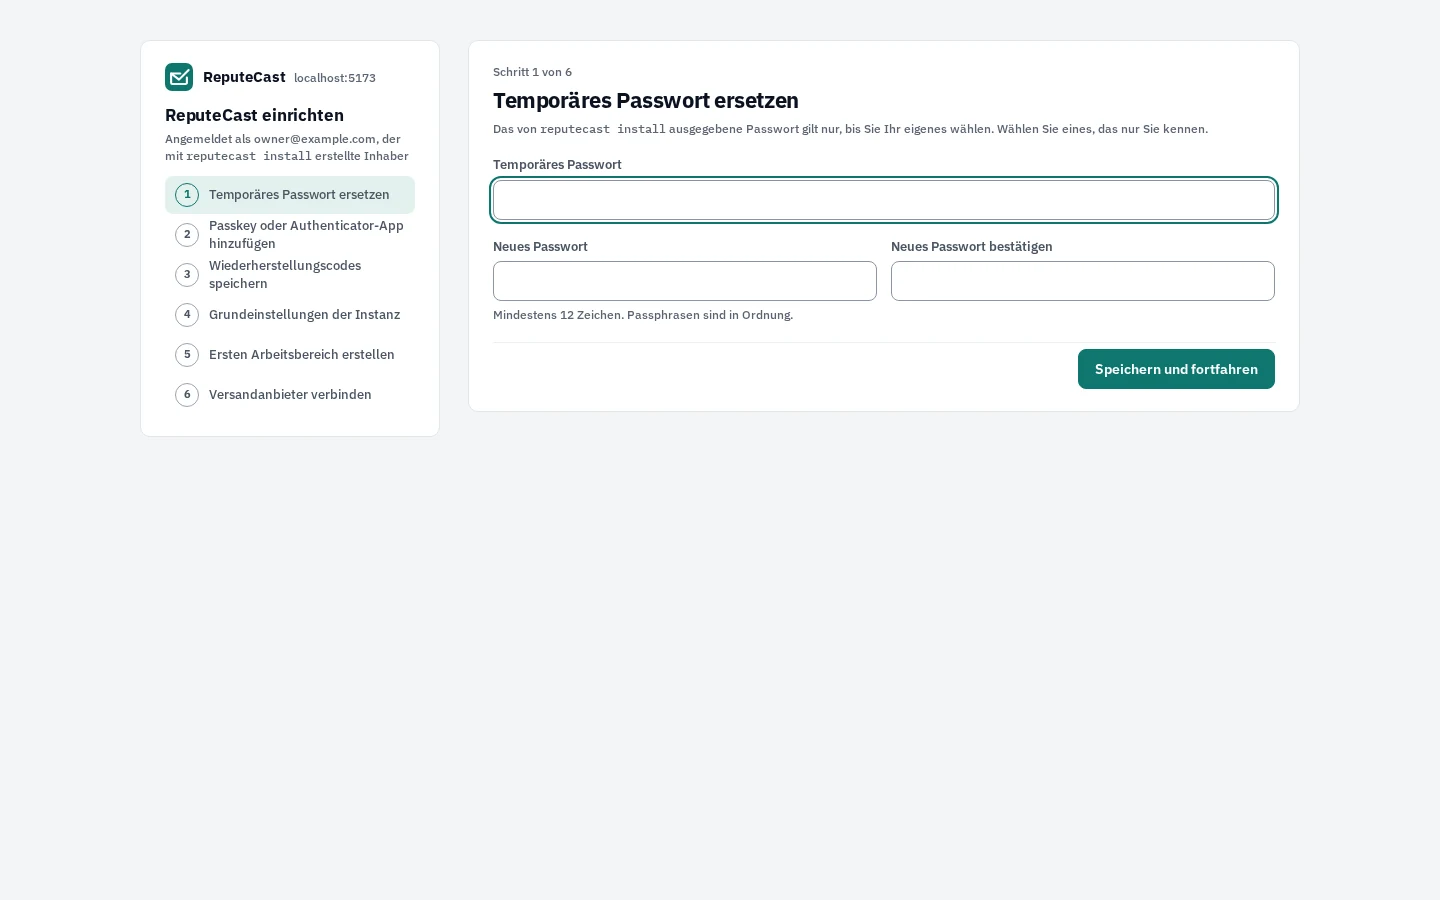 ReputeCast localhost:5173
ReputeCast einrichten
Angemeldet als owner@example.com, der
mit reputecast install erstellte Inhaber
1 Temporäres Passwort ersetzen
2 Passkey oder Authenticator-App
hinzufügen
3 Wiederherstellungscodes
speichern
4 Grundeinstellungen der Instanz
5 Ersten Arbeitsbereich erstellen
6 Versandanbieter verbinden
Schritt 1 von 6
Temporäres Passwort ersetzen
Das von reputecast install ausgegebene Passwort gilt nur, bis Sie Ihr eigenes wählen. Wählen Sie eines, das nur Sie kennen.
Temporäres Passwort
Neues Passwort
Neues Passwort bestätigen
Mindestens 12 Zeichen. Passphrasen sind in Ordnung.
Speichern und fortfahren